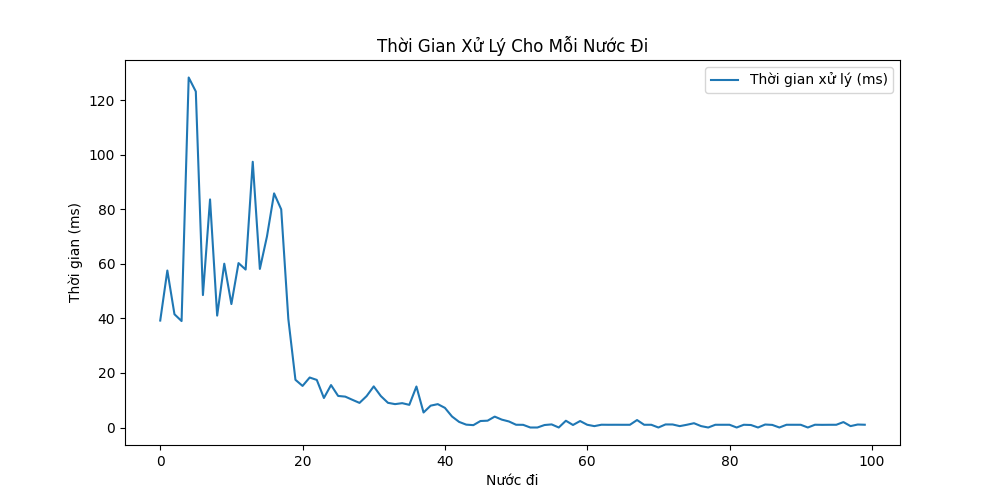 Thời Gian Xử Lý Cho Mỗi Nước Đi
Thời gian xử lý (ms)
Thời gian (ms)
120
100
80
60
40
20
0
0 20 40 60 80 100
Nước đi